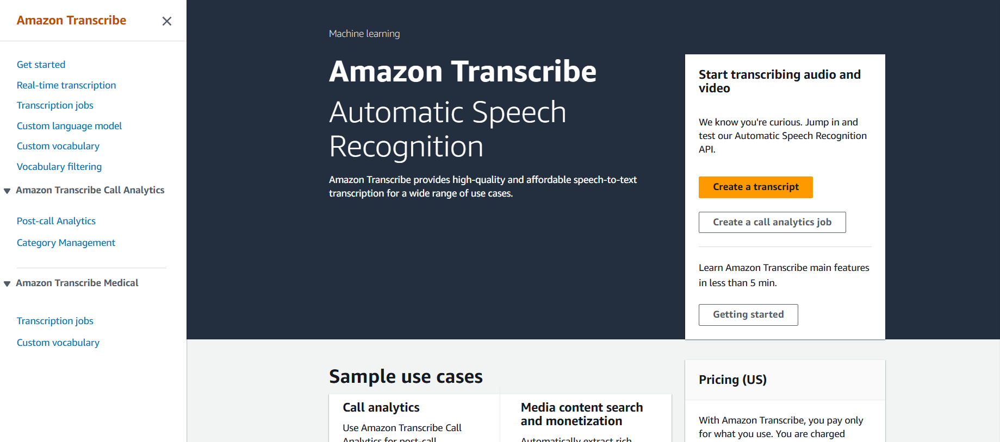 Amazon Transcribe
Get started
Real-time transcription
Transcription jobs
Custom language model
Custom vocabulary
Vocabulary filtering
Amazon Transcribe Call Analytics
Post-call Analytics
Category Management
Amazon Transcribe Medical
Transcription jobs
Custom vocabulary
Machine learning
Amazon Transcribe
Automatic Speech
Recognition
Amazon Transcribe provides high-quality and affordable speech-to-text
transcription for a wide range of use cases.
Start transcribing audio and
video
We know you're curious. Jump in and
test our Automatic Speech Recognition
API.
Create a transcript
Create a call analytics job
Learn Amazon Transcribe main features
in less than 5 min.
Getting started
Sample use cases
Call analytics
Use Amazon Transcribe Call
Analytics for post-call
Media content search
and monetization
Automatically extract rich
Pricing (US)
With Amazon Transcribe, you pay only
for what you use. You are charged